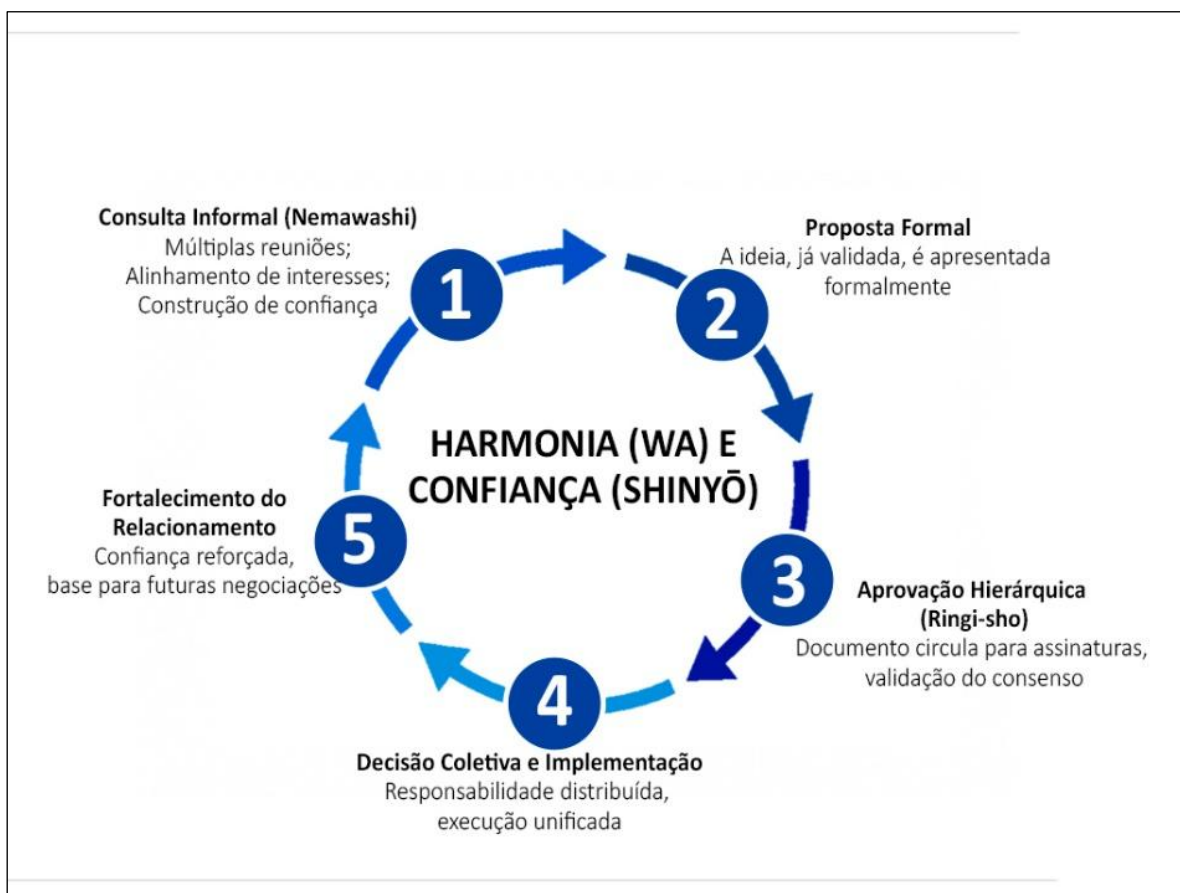 Consulta Informal (Nemawashi)
Múltiplas reuniões;
Alinhamento de interesses;
Construção de confiança
1
Proposta Formal
A ideia, já validada, é apresentada
formalmente
2
HARMONIA (WA) E
CONFIANÇA (SHINYŌ)
3
Aprovação Hierárquica
(Ringi-sho)
Documento circula para assinaturas,
validação do consenso
4
Decisão Coletiva e Implementação
Responsabilidade distribuída,
execução unificada
Fortalecimento do
Relacionamento
Confiança reforçada,
base para futuras negociações
5